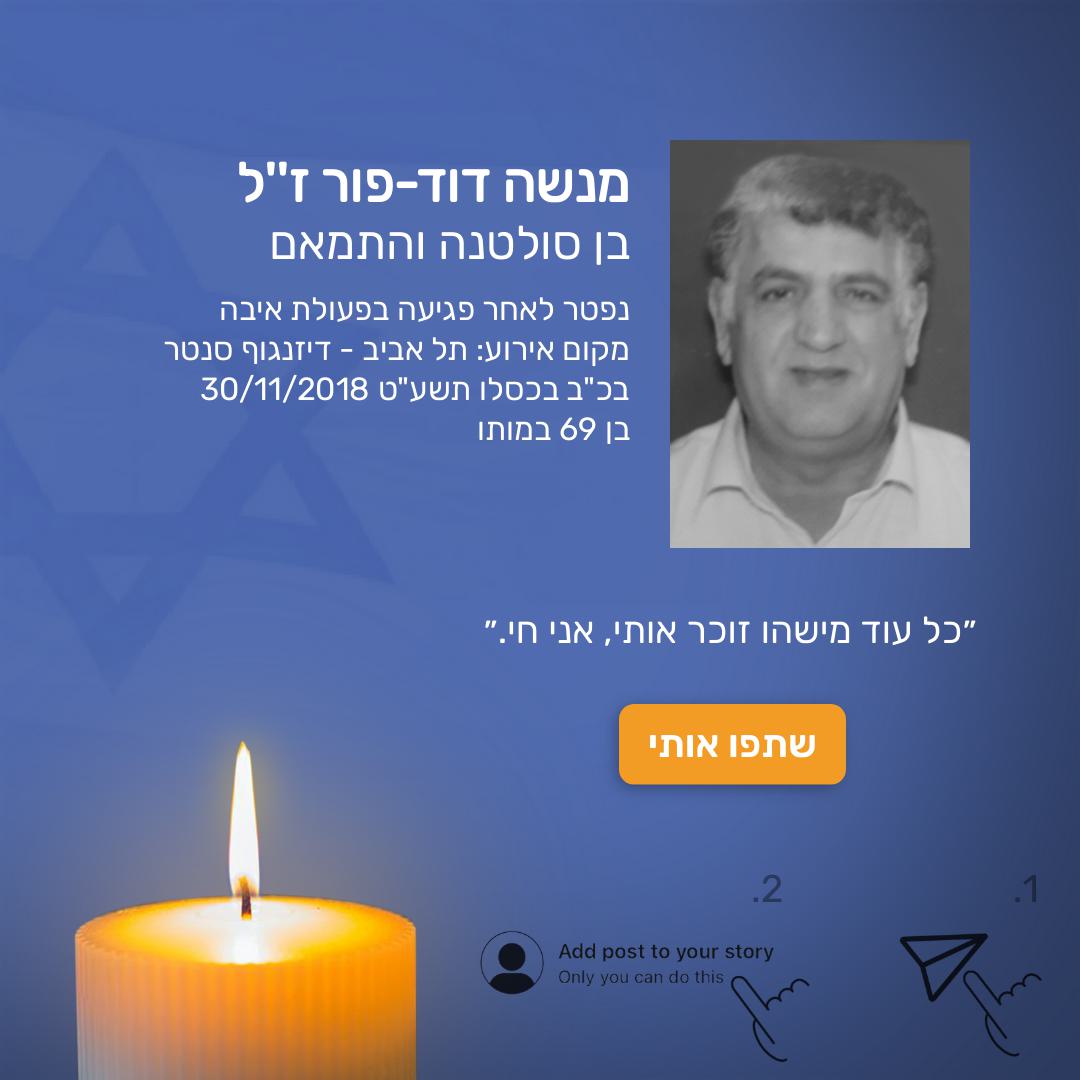 מנשה דוד-פור ז"ל
בן סולטנה והתמאם
נפטר לאחר פגיעה בפעולת איבה
מקום אירוע: תל אביב - דיזנגוף סנטר
בכ"ב בכסלו תשע"ט 30/11/2018
בן 69 במותו
״כל עוד מישהו זוכר אותי, אני חי.״
שתפו אותי
1.
2.
Add post to your story
Only you can do this